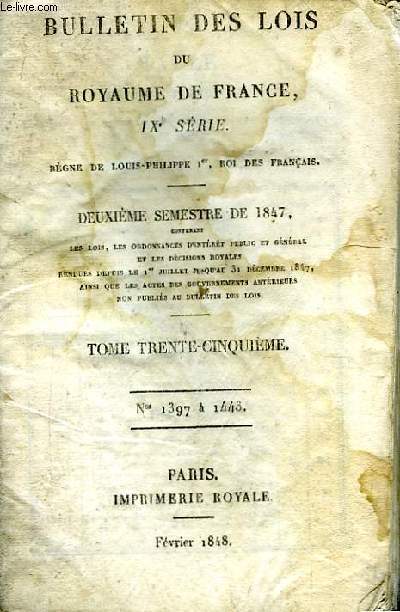 Le-livre.com
BULLETIN DES LOIS
DU
ROYAUME DE FRANCE,
IXe SÉRIE.
RÈGNE DE LOUIS-PHILIPPE Ier, ROI DES FRANÇAIS.
DEUXIÈME SEMESTRE DE 1847,
CONTENANT
LES LOIS, LES ORDONNANCES D'INTÉRÊT PUBLIC ET GÉNÉRAL
ET LES DÉCISIONS ROYALES
RENDUES DEPUIS LE 1er JUILLET JUSQU'AU 31 DÉCEMBRE 1847,
AINSI QUE LES ACTES DES GOUVERNEMENTS ANTÉRIEURS
NON PUBLIÉS AU BULLETIN DES LOIS
TOME TRENTE-CINQUIÈME.
Nos 1397 à 1448.
PARIS.
IMPRIMERIE ROYALE.
Février 1848.